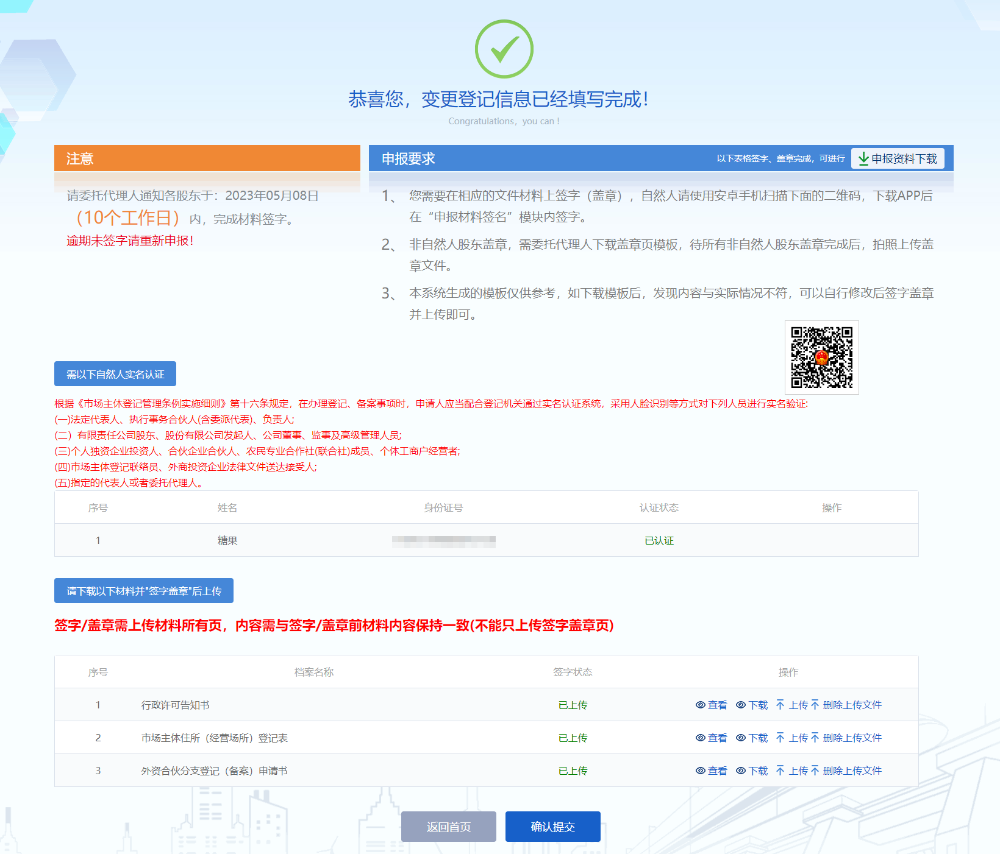 恭喜您，变更登记信息已经填写完成！
Congratulations，you can !
注意
请委托代理人通知各股东于：2023年05月08日
（10个工作日）内，完成材料签字。
逾期未签字请重新申报！
申报要求 以下表格签字、盖章完成，可进行 申报资料下载
1、您需要在相应的文件材料上签字（盖章），自然人请使用安卓手机扫描下面的二维码，下载APP后
在“申报材料签名”模块内签字。
2、非自然人股东盖章，需委托代理人下载盖章页模板，待所有非自然人股东盖章完成后，拍照上传盖
章文件。
3、本系统生成的模板仅供参考，如下载模板后，发现内容与实际情况不符，可以自行修改后签字盖章
并上传即可。
需以下自然人实名认证
根据《市场主休登记管理条例实施细则》第十六条规定，在办理登记、备案事项时，申请人应当配合登记机关通过实名认证系统，采用人脸识别等方式对下列人员进行实名验证:
(一)法定代表人、执行事务合伙人(含委派代表)、负责人;
(二）有限责任公司股东、股份有限公司发起人、公司董事、监事及高级管理人员;
(三)个人独资企业投资人、合伙企业合伙人、农民专业合作社(联合社)成员、个体工商户经营者;
(四)市场主体登记联络员、外商投资企业法律文件送达接受人;
(五)指定的代表人或者委托代理人。
序号 姓名 身份证号 认证状态 操作
1 糖果 已认证
请下载以下材料并"签字盖章"后上传
签字/盖章需上传材料所有页，内容需与签字/盖章前材料内容保持一致(不能只上传签字盖章页)
序号 档案名称 签字状态 操作
1 行政许可告知书 已上传 查看 下载 上传 删除上传文件
2 市场主体住所（经营场所）登记表 已上传 查看 下载 上传 删除上传文件
3 外资合伙分支登记（备案）申请书 已上传 查看 下载 上传 删除上传文件
返回首页 确认提交